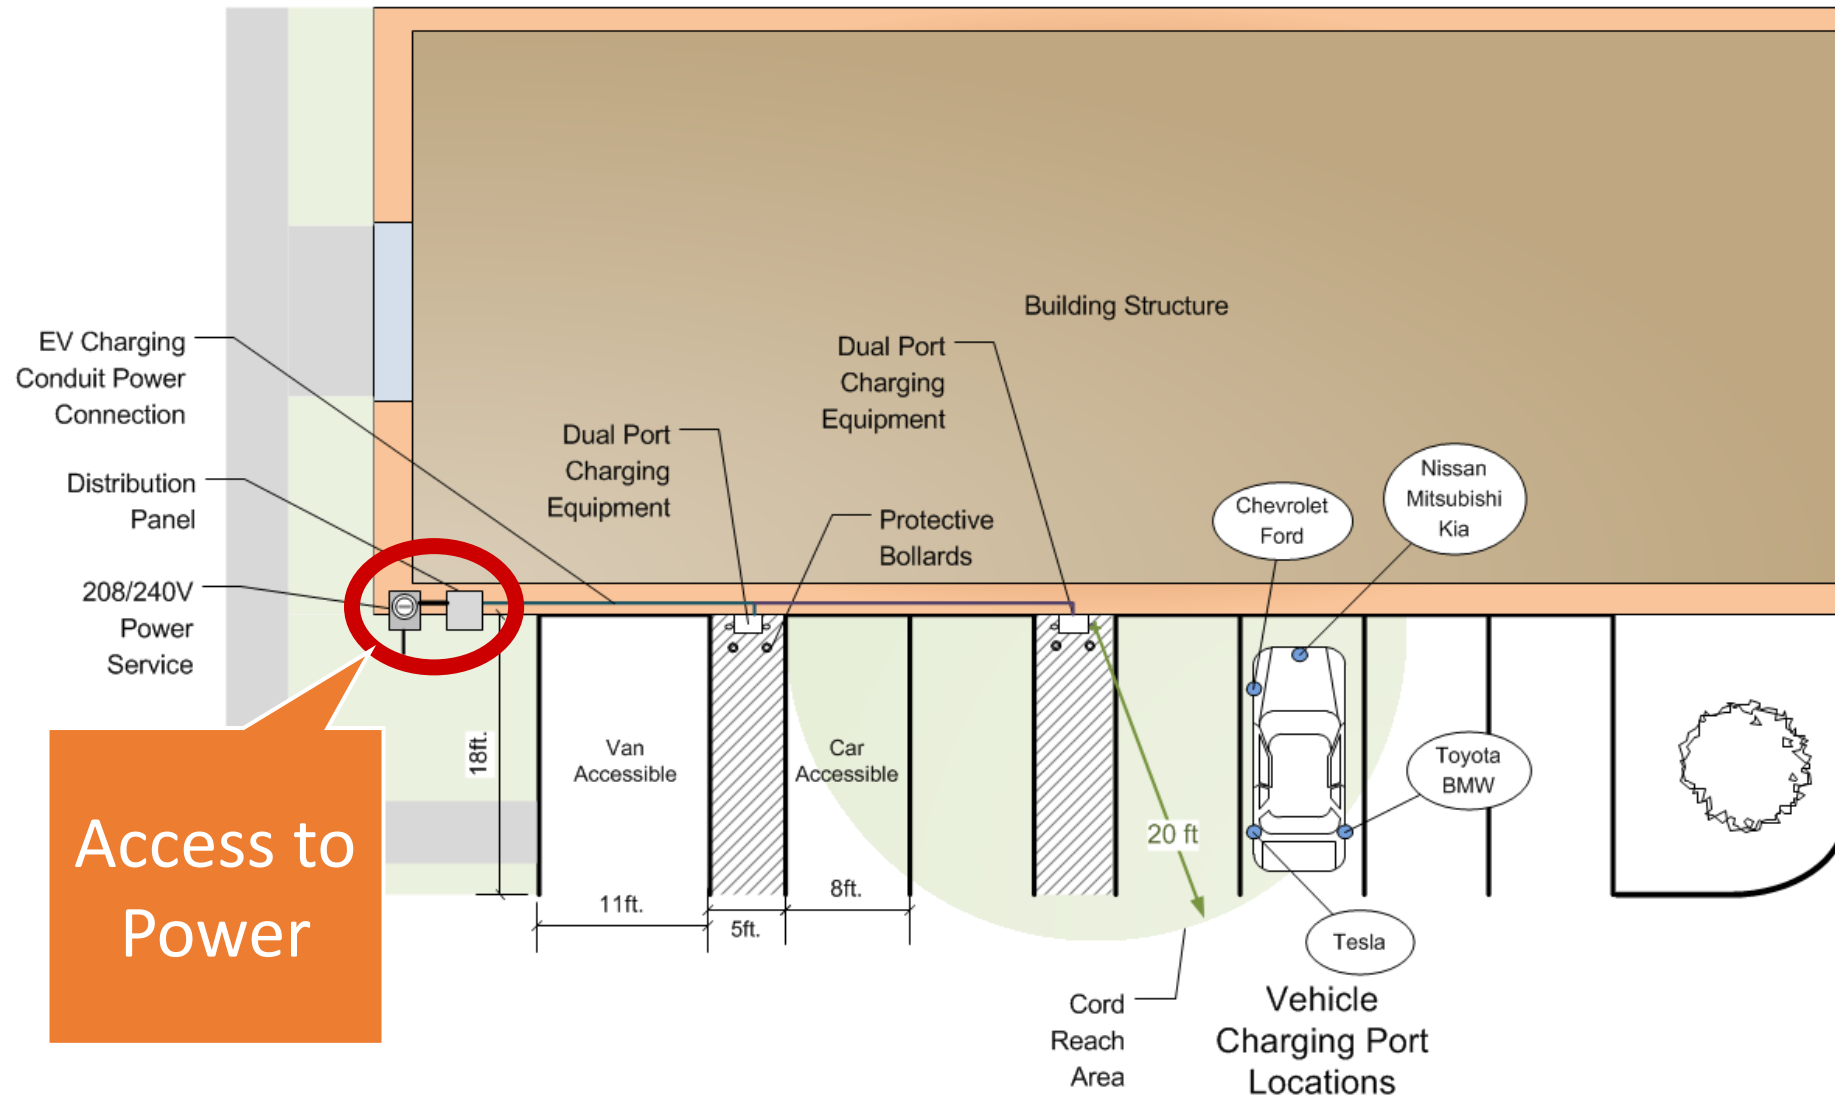 Building Structure
EV Charging
Conduit Power
Connection
Dual Port
Charging
Equipment
Dual Port
Charging
Equipment
Distribution
Panel
Protective
Bollards
Chevrolet
Ford
Nissan
Mitsubishi
Kia
208/240V
Power
Service
Access to
Power
18ft.
Van
Accessible
Car
Accessible
Toyota
BMW
20 ft
11ft.
5ft.
8ft.
Tesla
Cord
Reach
Area
Vehicle
Charging Port
Locations